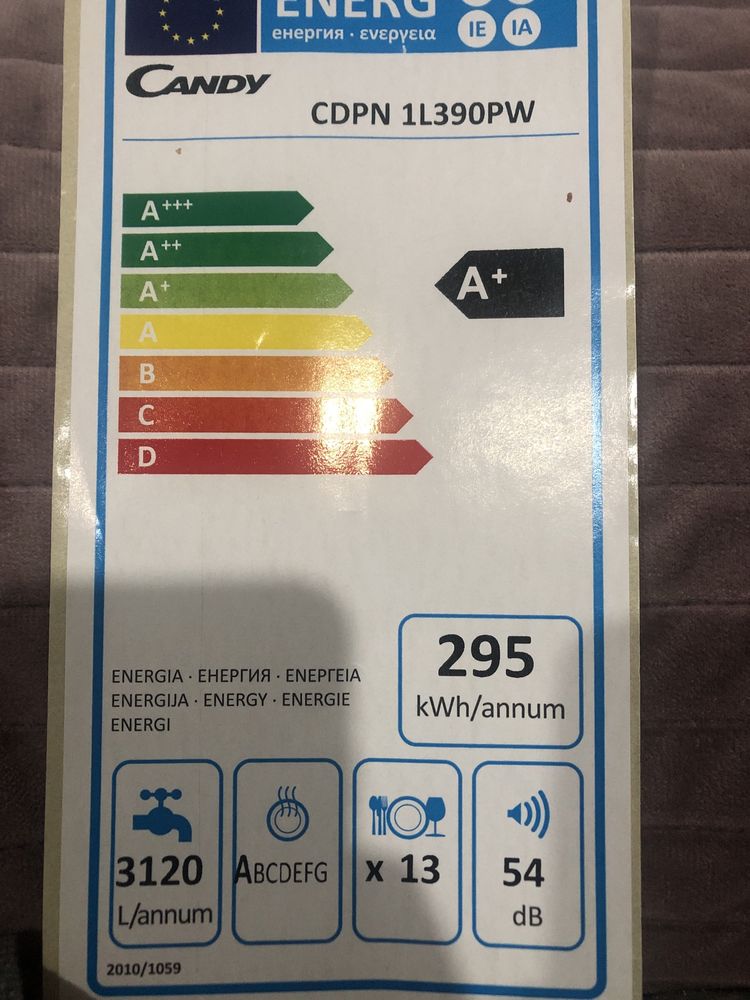 ENERG
енергия · ενεργεια
IE
IA
CANDY
CDPN 1L390PW
A+++
A++
A+
A
B
C
D
A+
295
kWh/annum
ENERGIA · ЕНЕРГИЯ · ΕΝΕΡΓΕΙΑ
ENERGIJA · ENERGY · ENERGIE
ENERGI
3120
L/annum
ABCDEFG
x 13
54
dB
2010/1059